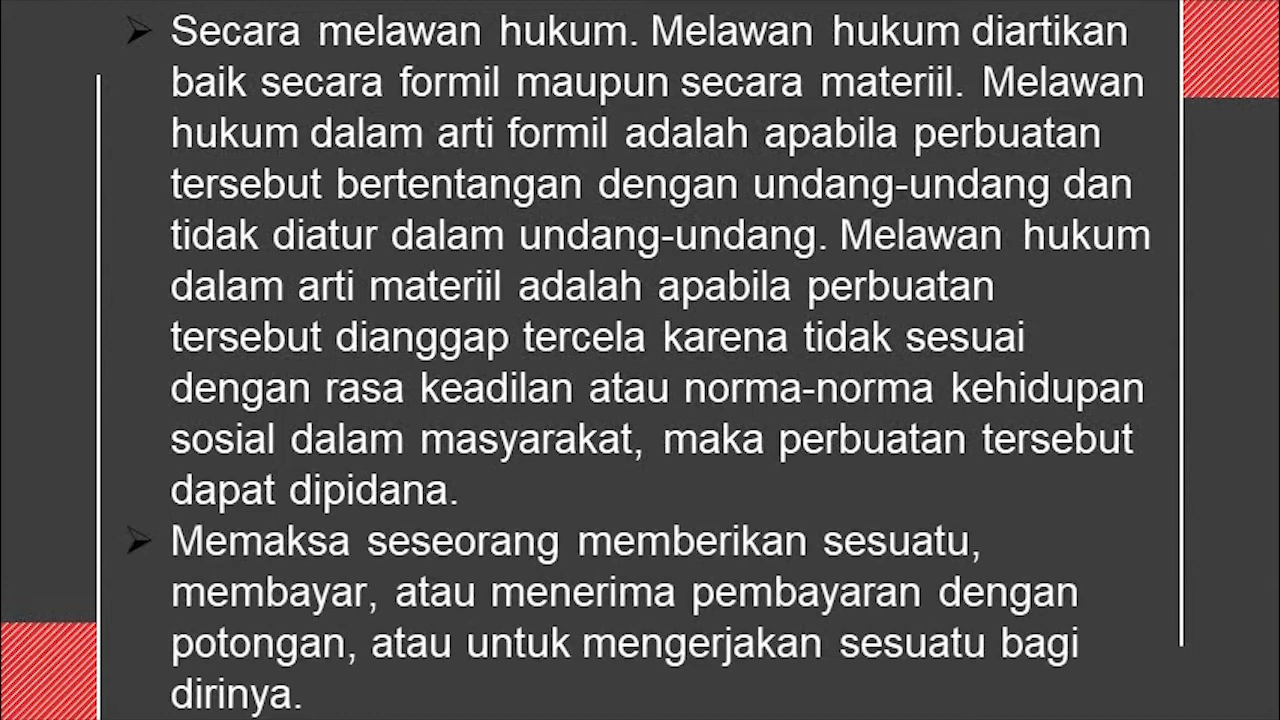 Secara melawan hukum. Melawan hukum diartikan
baik secara formil maupun secara materiil. Melawan
hukum dalam arti formil adalah apabila perbuatan
tersebut bertentangan dengan undang-undang dan
tidak diatur dalam undang-undang. Melawan hukum
dalam arti materiil adalah apabila perbuatan
tersebut dianggap tercela karena tidak sesuai
dengan rasa keadilan atau norma-norma kehidupan
sosial dalam masyarakat, maka perbuatan tersebut
dapat dipidana.
Memaksa seseorang memberikan sesuatu,
membayar, atau menerima pembayaran dengan
potongan, atau untuk mengerjakan sesuatu bagi
dirinya.